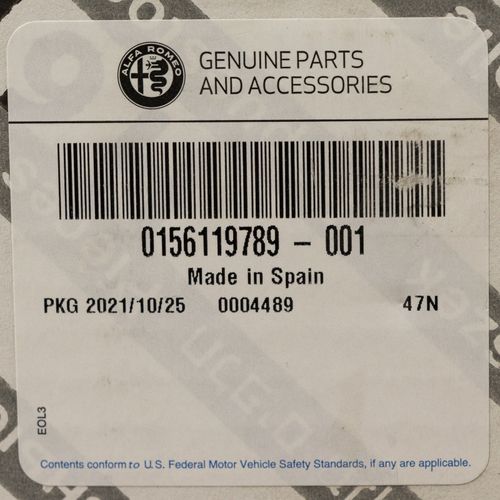 ALFA ROMEO
GENUINE PARTS
AND ACCESSORIES
0156119789 - 001
Made in Spain
PKG 2021/10/25 0004489 47N
EOL3
Contents conform to U.S. Federal Motor Vehicle Safety Standards, if any are applicable.